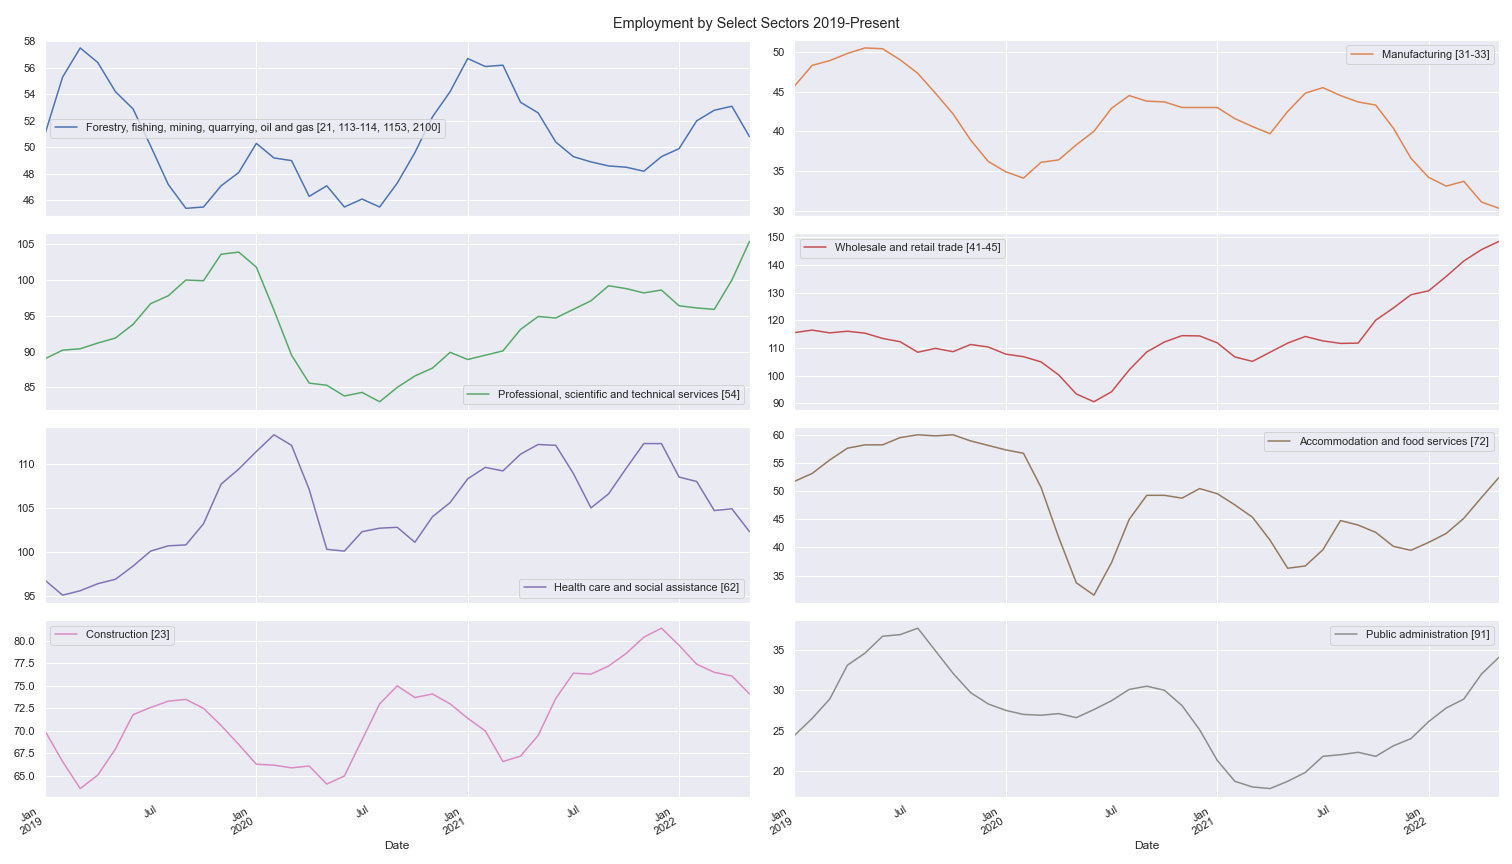 Employment by Select Sectors 2019-Present
58
56
54
52
50
48
46
Forestry, fishing, mining, quarrying, oil and gas [21, 113-114, 1153, 2100]
50
45
40
35
30
Manufacturing [31-33]
105
100
95
90
85
Professional, scientific and technical services [54]
150
140
130
120
110
100
90
Wholesale and retail trade [41-45]
110
105
100
95
Health care and social assistance [62]
60
55
50
45
40
35
Accommodation and food services [72]
80.0
77.5
75.0
72.5
70.0
67.5
65.0
Construction [23]
Jan
2019
Jul
Jan
2020
Jul
Jan
2021
Jul
Jan
2022
Date
35
30
25
20
Public administration [91]
Jan
2019
Jul
Jan
2020
Jul
Jan
2021
Jul
Jan
2022
Date